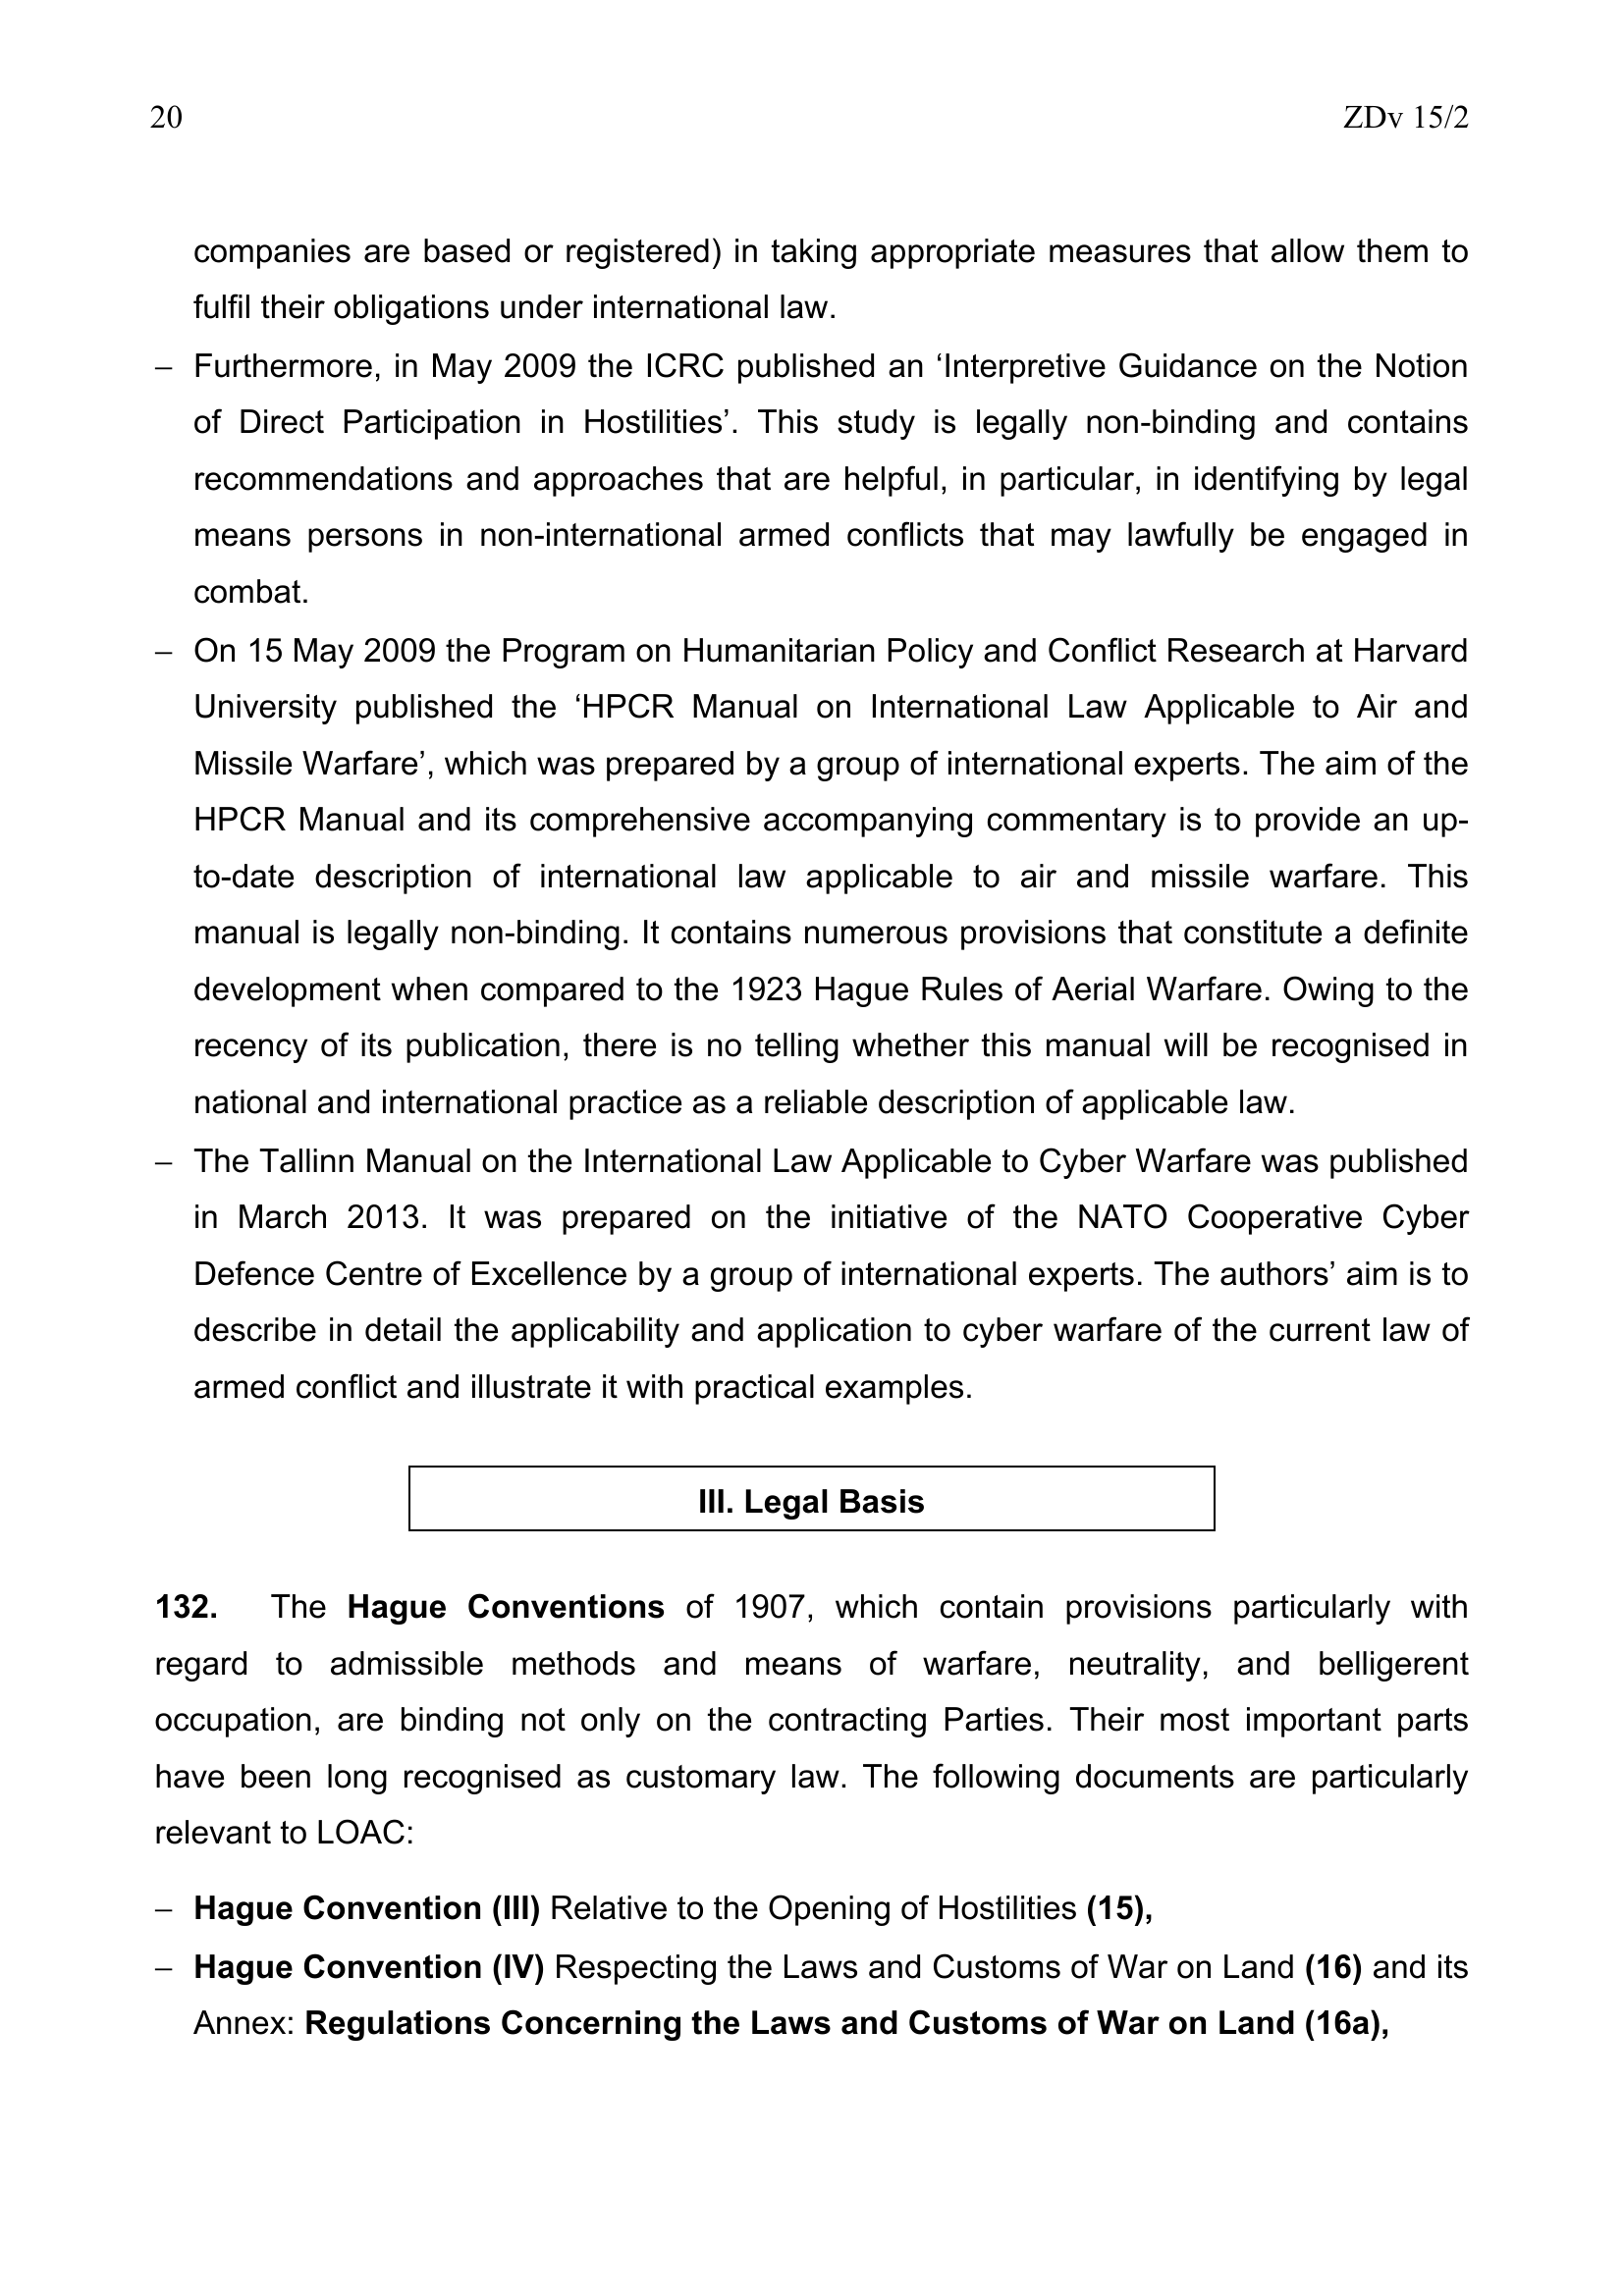 20 ZDv 15/2
companies are based or registered) in taking appropriate measures that allow them to
fulfil their obligations under international law.
– Furthermore, in May 2009 the ICRC published an ‘Interpretive Guidance on the Notion
of Direct Participation in Hostilities’. This study is legally non-binding and contains
recommendations and approaches that are helpful, in particular, in identifying by legal
means persons in non-international armed conflicts that may lawfully be engaged in
combat.
– On 15 May 2009 the Program on Humanitarian Policy and Conflict Research at Harvard
University published the ‘HPCR Manual on International Law Applicable to Air and
Missile Warfare’, which was prepared by a group of international experts. The aim of the
HPCR Manual and its comprehensive accompanying commentary is to provide an up-
to-date description of international law applicable to air and missile warfare. This
manual is legally non-binding. It contains numerous provisions that constitute a definite
development when compared to the 1923 Hague Rules of Aerial Warfare. Owing to the
recency of its publication, there is no telling whether this manual will be recognised in
national and international practice as a reliable description of applicable law.
– The Tallinn Manual on the International Law Applicable to Cyber Warfare was published
in March 2013. It was prepared on the initiative of the NATO Cooperative Cyber
Defence Centre of Excellence by a group of international experts. The authors’ aim is to
describe in detail the applicability and application to cyber warfare of the current law of
armed conflict and illustrate it with practical examples.
III. Legal Basis
132. The Hague Conventions of 1907, which contain provisions particularly with
regard to admissible methods and means of warfare, neutrality, and belligerent
occupation, are binding not only on the contracting Parties. Their most important parts
have been long recognised as customary law. The following documents are particularly
relevant to LOAC:
– Hague Convention (III) Relative to the Opening of Hostilities (15),
– Hague Convention (IV) Respecting the Laws and Customs of War on Land (16) and its
Annex: Regulations Concerning the Laws and Customs of War on Land (16a),